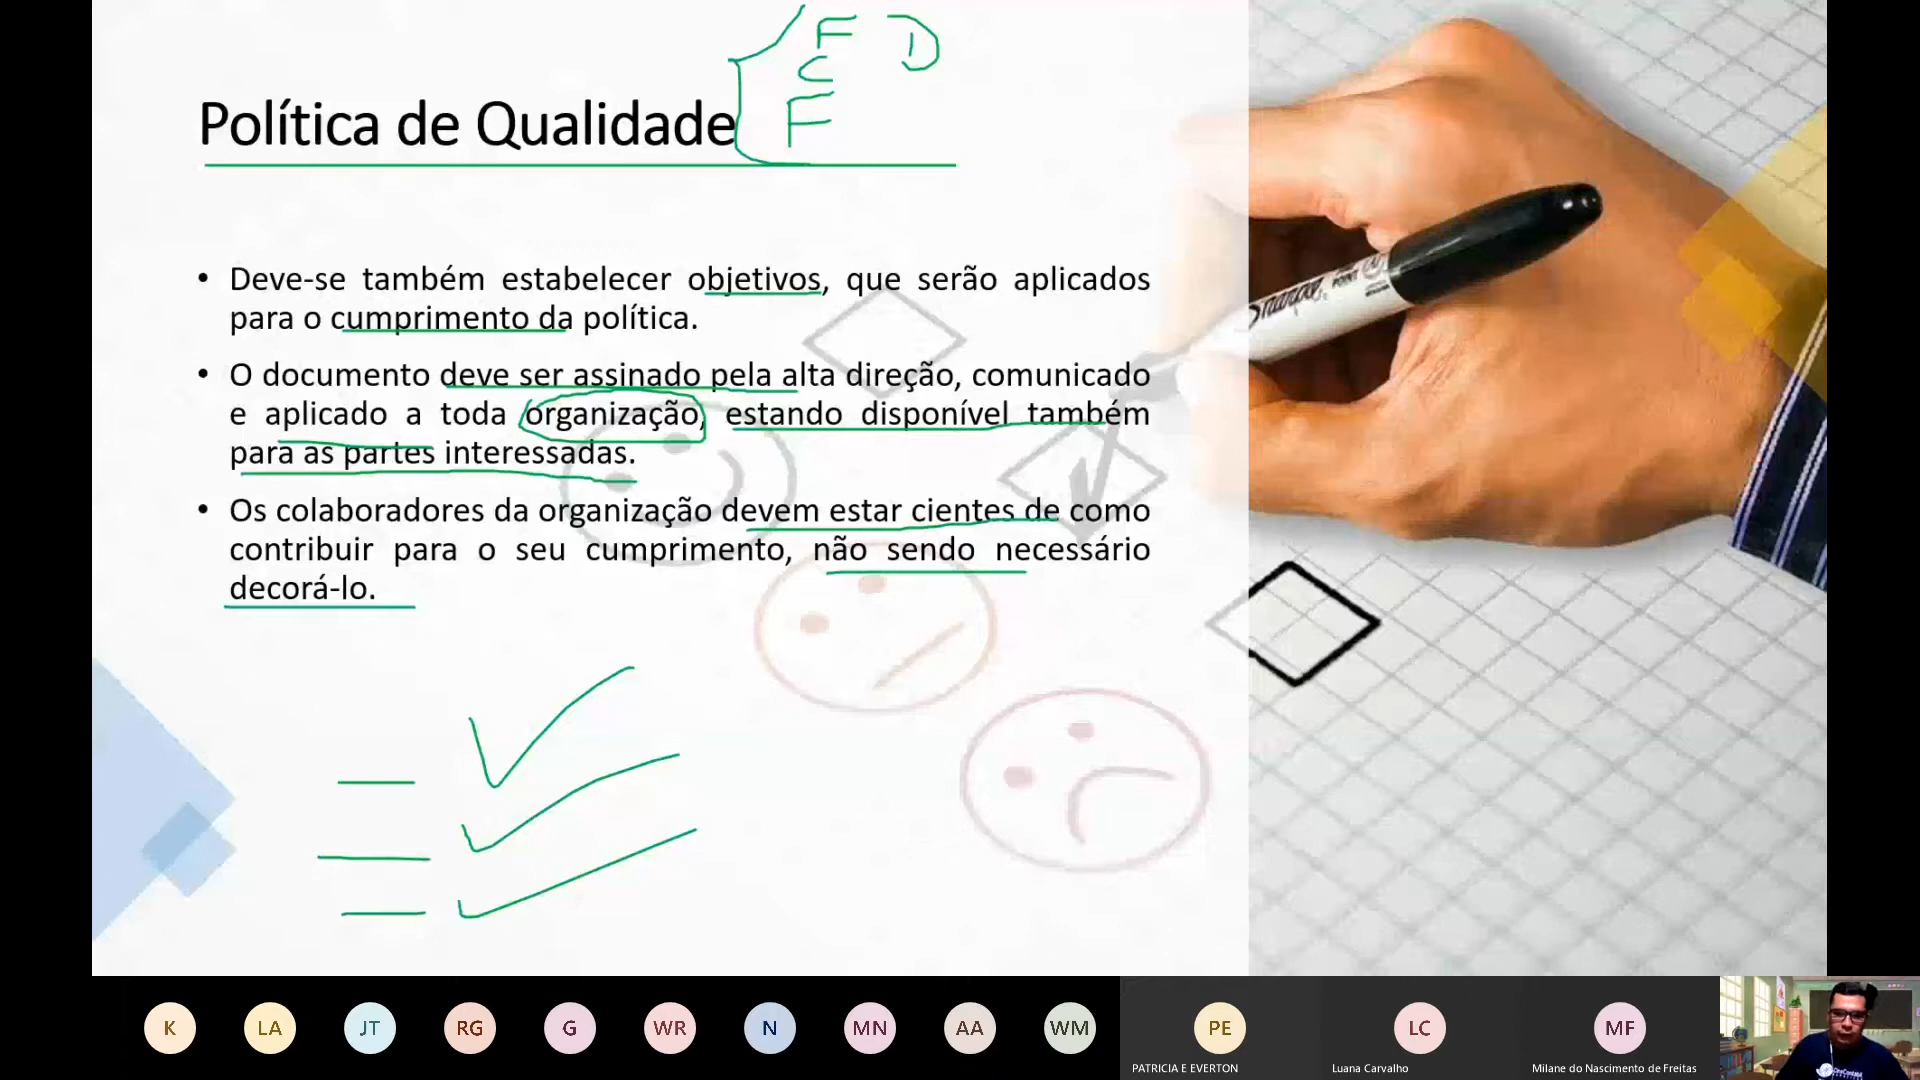 F D
C
F
Política de Qualidade
• Deve-se também estabelecer objetivos, que serão aplicados
para o cumprimento da política.
• O documento deve ser assinado pela alta direção, comunicado
e aplicado a toda organização, estando disponível também
para as partes interessadas.
• Os colaboradores da organização devem estar cientes de como
contribuir para o seu cumprimento, não sendo necessário
decorá-lo.
Sharpie
K LA JT RG G WR N MN AA WM PE LC MF
PATRICIA E EVERTON Luana Carvalho Milane do Nascimento de Freitas